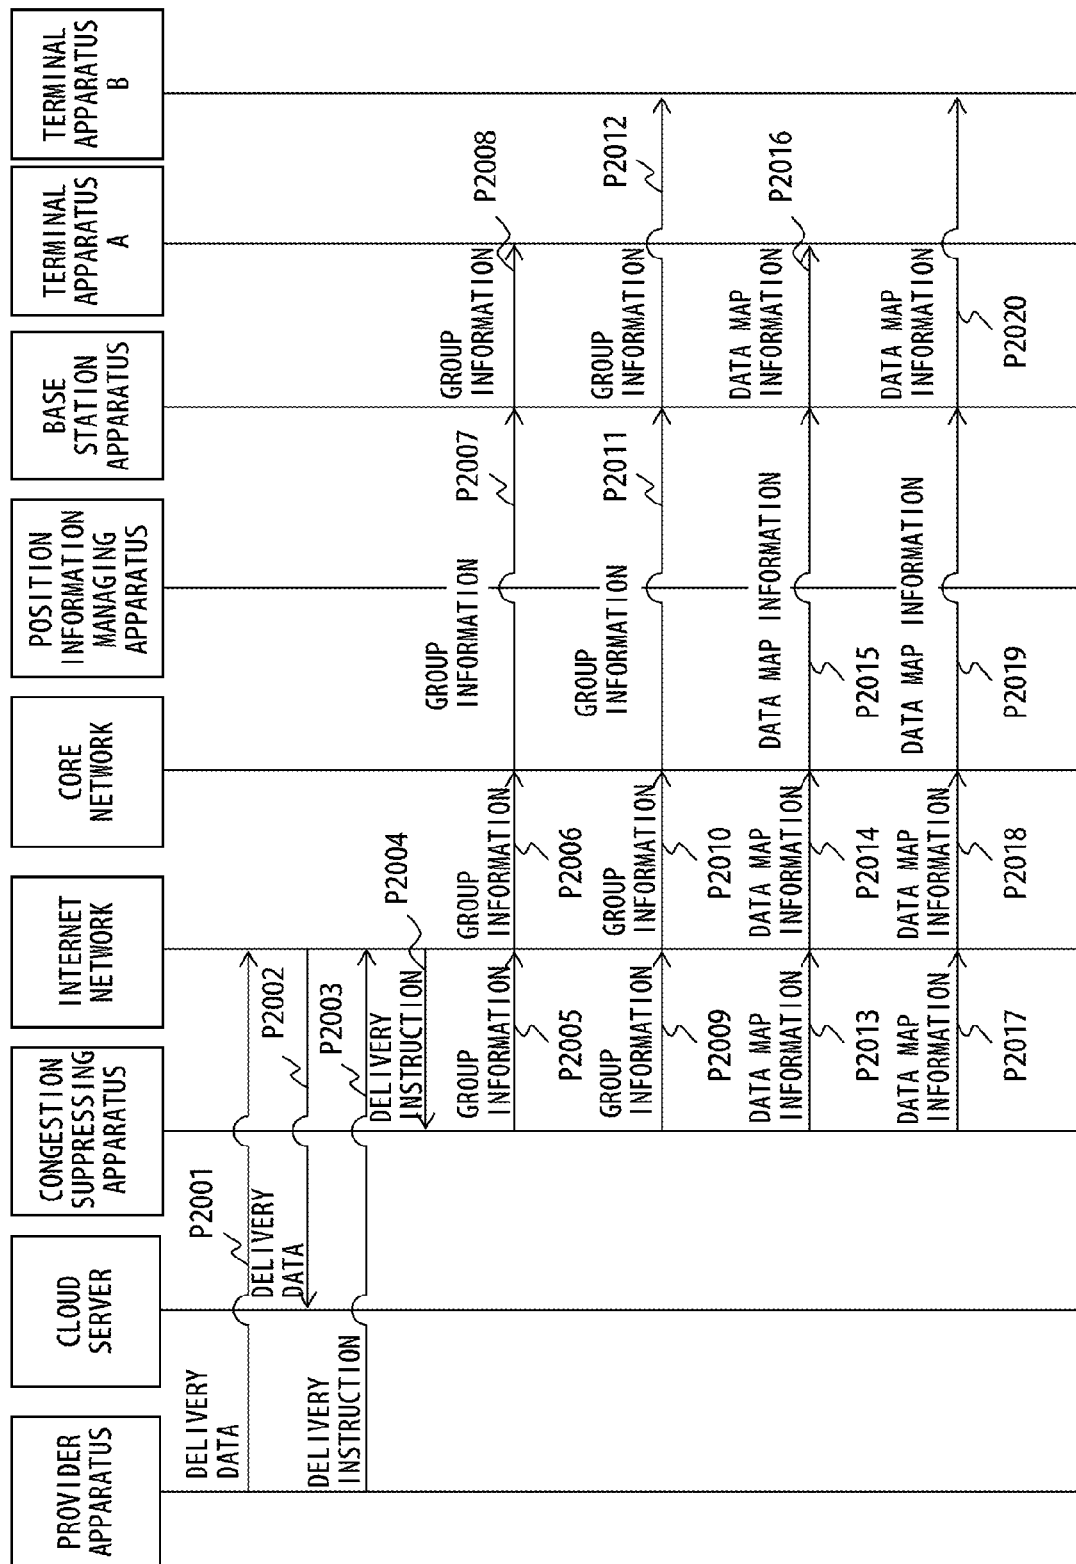 PROVIDER
APPARATUS
CLOUD
SERVER
CONGESTION
SUPPRESSING
APPARATUS
INTERNET
NETWORK
CORE
NETWORK
POSITION
INFORMATION
MANAGING
APPARATUS
BASE
STATION
APPARATUS
TERMINAL
APPARATUS
A
TERMINAL
APPARATUS
B
DELIVERY
DATA
P2001
DELIVERY
DATA
P2002
DELIVERY
INSTRUCTION
P2003
DELIVERY
INSTRUCTION
P2004
GROUP
INFORMATION
P2005
GROUP
INFORMATION
P2006
GROUP
INFORMATION
P2007
GROUP
INFORMATION
P2008
GROUP
INFORMATION
P2009
GROUP
INFORMATION
P2010
GROUP
INFORMATION
P2011
GROUP
INFORMATION
P2012
DATA MAP
INFORMATION
P2013
DATA MAP
INFORMATION
P2014
DATA MAP INFORMATION
P2015
DATA MAP
INFORMATION
P2016
DATA MAP
INFORMATION
P2017
DATA MAP
INFORMATION
P2018
DATA MAP INFORMATION
P2019
DATA MAP
INFORMATION
P2020